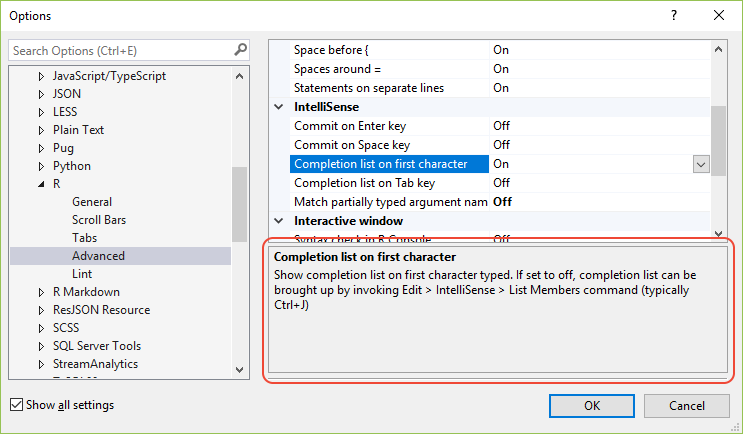 Options
Search Options (Ctrl+E)
JavaScript/TypeScript
JSON
LESS
Plain Text
Pug
Python
R
General
Scroll Bars
Tabs
Advanced
Lint
R Markdown
ResJSON Resource
SCSS
SQL Server Tools
StreamAnalytics
Show all settings
Space before { On
Spaces around = On
Statements on separate lines On
IntelliSense
Commit on Enter key Off
Commit on Space key Off
Completion list on first character On
Completion list on Tab key Off
Match partially typed argument nam Off
Interactive window
Syntax check in R Console Off
Completion list on first character
Show completion list on first character typed. If set to off, completion list can be
brought up by invoking Edit > IntelliSense > List Members command (typically
Ctrl+J)
OK
Cancel